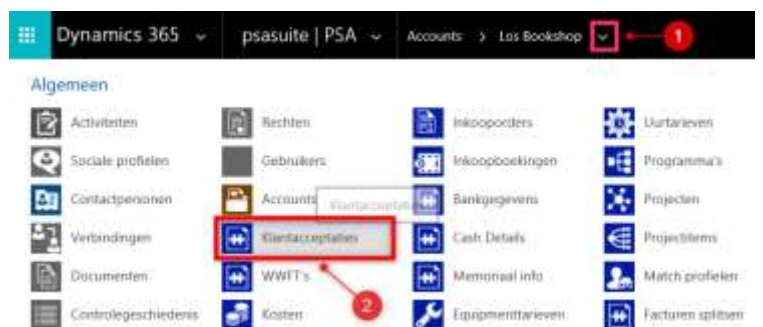 Dynamics 365 psasuite | PSA Accounts > Los Bookshop 1
Algemeen
Activiteiten Rechten Inkooporders Uurtarieven
Sociale profielen Gebruikers Inkoopboekingen Programma's
Contactpersonen Accounts Klantacceptaties Bankgegevens Projecten
Verbindingen Klantacceptaties Cash Details Projectitems
Documenten WWFT's Memoriaal info Match profielen
2
Controlegeschiedenis Kosten Equipmenttarieven Facturen splitsen